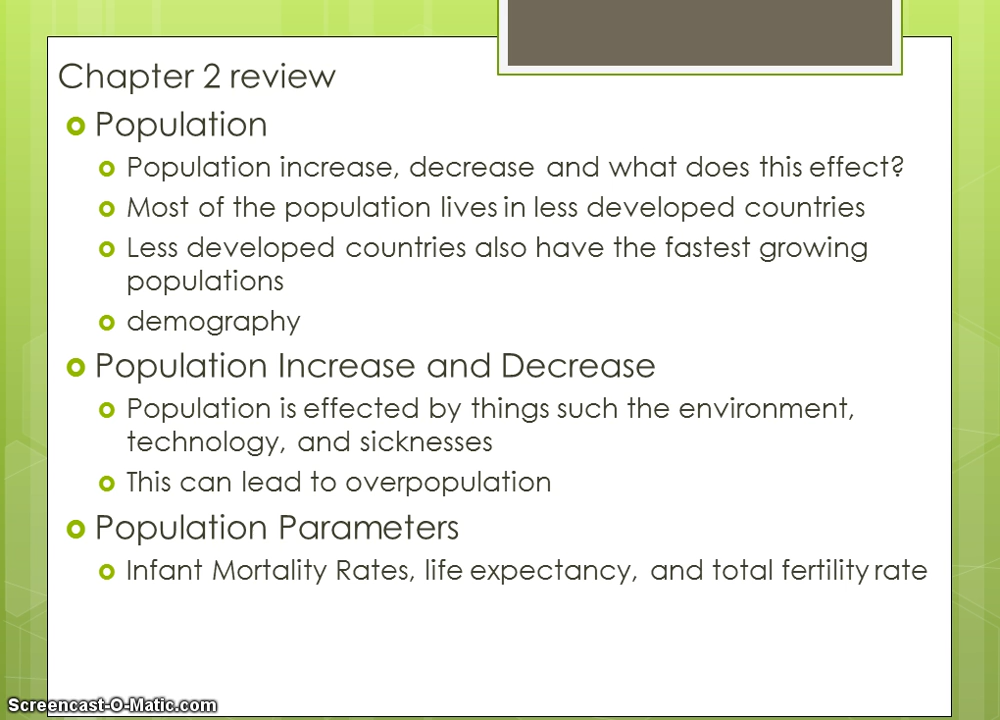 Chapter 2 review
Population
Population increase, decrease and what does this effect?
Most of the population lives in less developed countries
Less developed countries also have the fastest growing
populations
demography
Population Increase and Decrease
Population is effected by things such the environment,
technology, and sicknesses
This can lead to overpopulation
Population Parameters
Infant Mortality Rates, life expectancy, and total fertility rate
Screencast-O-Matic.com